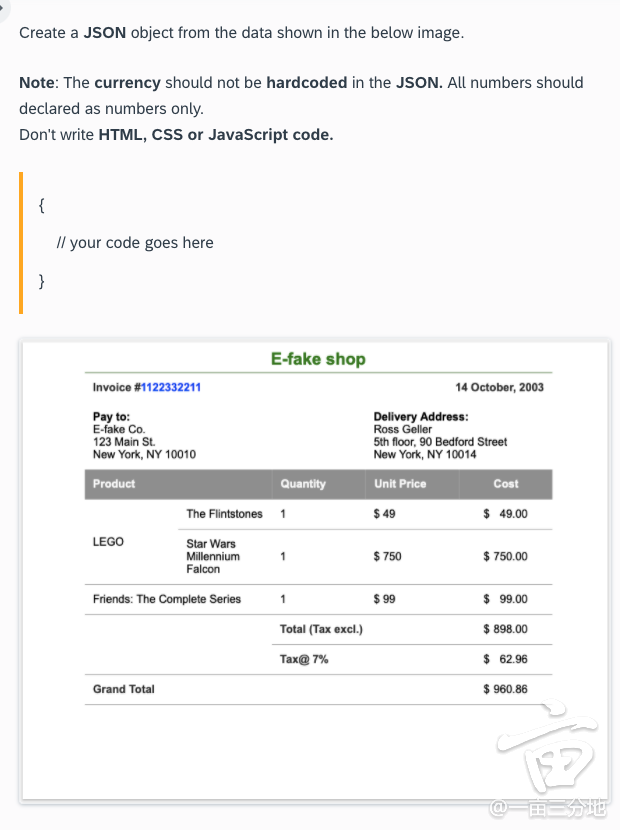 Create a JSON object from the data shown in the below image.
Note: The currency should not be hardcoded in the JSON. All numbers should
declared as numbers only.
Don't write HTML, CSS or JavaScript code.
{
// your code goes here
}
E-fake shop
Invoice #1122332211 14 October, 2003
Pay to: Delivery Address:
E-fake Co. Ross Geller
123 Main St. 5th floor, 90 Bedford Street
New York, NY 10010 New York, NY 10014
Product Quantity Unit Price Cost
The Flintstones 1 $ 49 $ 49.00
LEGO
Star Wars
Millennium 1 $ 750 $ 750.00
Falcon
Friends: The Complete Series 1 $ 99 $ 99.00
Total (Tax excl.) $ 898.00
Tax@ 7% $ 62.96
Grand Total $ 960.86
@一亩三分地